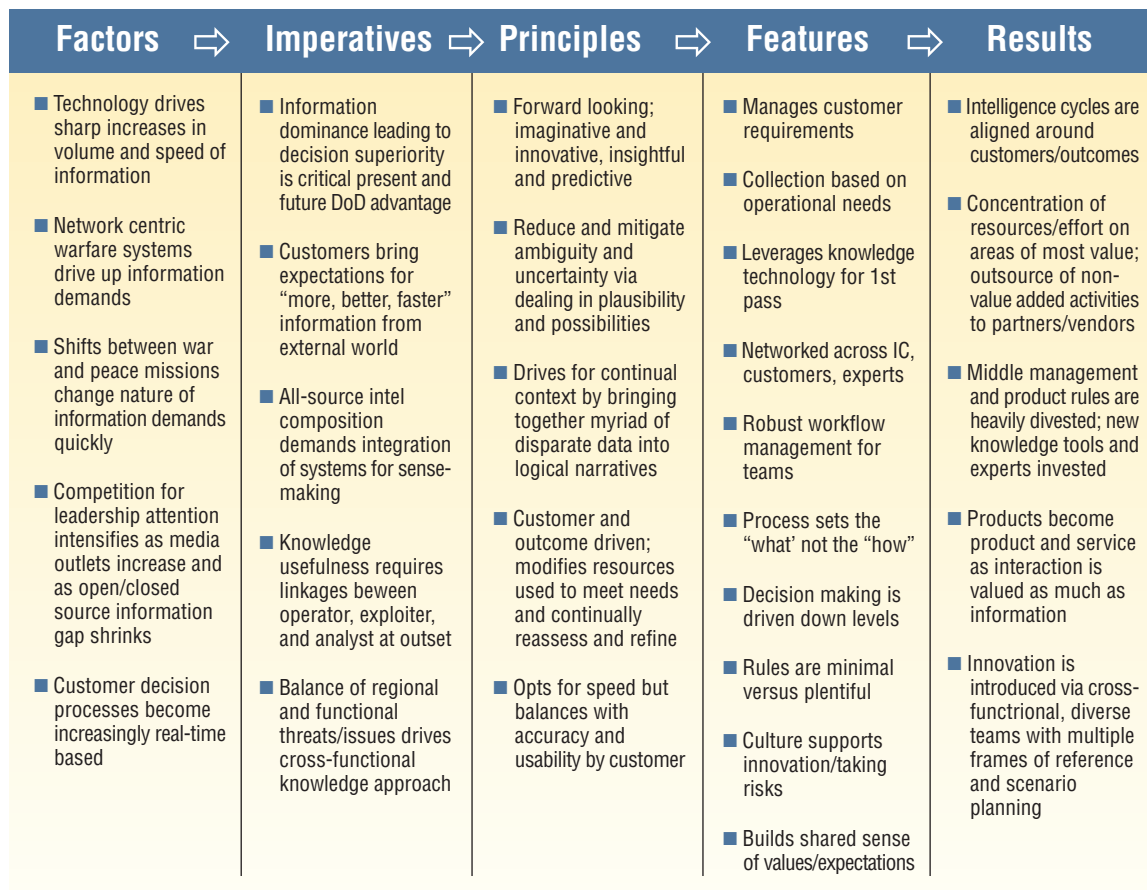 Factors ⇨ Imperatives ⇨ Principles ⇨ Features ⇨ Results
■ Technology drives
sharp increases in
volume and speed of
information
■ Network centric
warfare systems
drive up information
demands
■ Shifts between war
and peace missions
change nature of
information demands
quickly
■ Competition for
leadership attention
intensifies as media
outlets increase and
as open/closed
source information
gap shrinks
■ Customer decision
processes become
increasingly real-time
based
■ Information
dominance leading to
decision superiority
is critical present and
future DoD advantage
■ Customers bring
expectations for
“more, better, faster”
information from
external world
■ All-source intel
composition
demands integration
of systems for sense-
making
■ Knowledge
usefulness requires
linkages beween
operator, exploiter,
and analyst at outset
■ Balance of regional
and functional
threats/issues drives
cross-functional
knowledge approach
■ Forward looking;
imaginative and
innovative, insightful
and predictive
■ Reduce and mitigate
ambiguity and
uncertainty via
dealing in plausibility
and possibilities
■ Drives for continual
context by bringing
together myriad of
disparate data into
logical narratives
■ Customer and
outcome driven;
modifies resources
used to meet needs
and continually
reassess and refine
■ Opts for speed but
balances with
accuracy and
usability by customer
■ Manages customer
requirements
■ Collection based on
operational needs
■ Leverages knowledge
technology for 1st
pass
■ Networked across IC,
customers, experts
■ Robust workflow
management for
teams
■ Process sets the
“what’ not the “how”
■ Decision making is
driven down levels
■ Rules are minimal
versus plentiful
■ Culture supports
innovation/taking
risks
■ Builds shared sense
of values/expectations
■ Intelligence cycles are
aligned around
customers/outcomes
■ Concentration of
resources/effort on
areas of most value;
outsource of non-
value added activities
to partners/vendors
■ Middle management
and product rules are
heavily divested; new
knowledge tools and
experts invested
■ Products become
product and service
as interaction is
valued as much as
information
■ Innovation is
introduced via cross-
functrional, diverse
teams with multiple
frames of reference
and scenario
planning